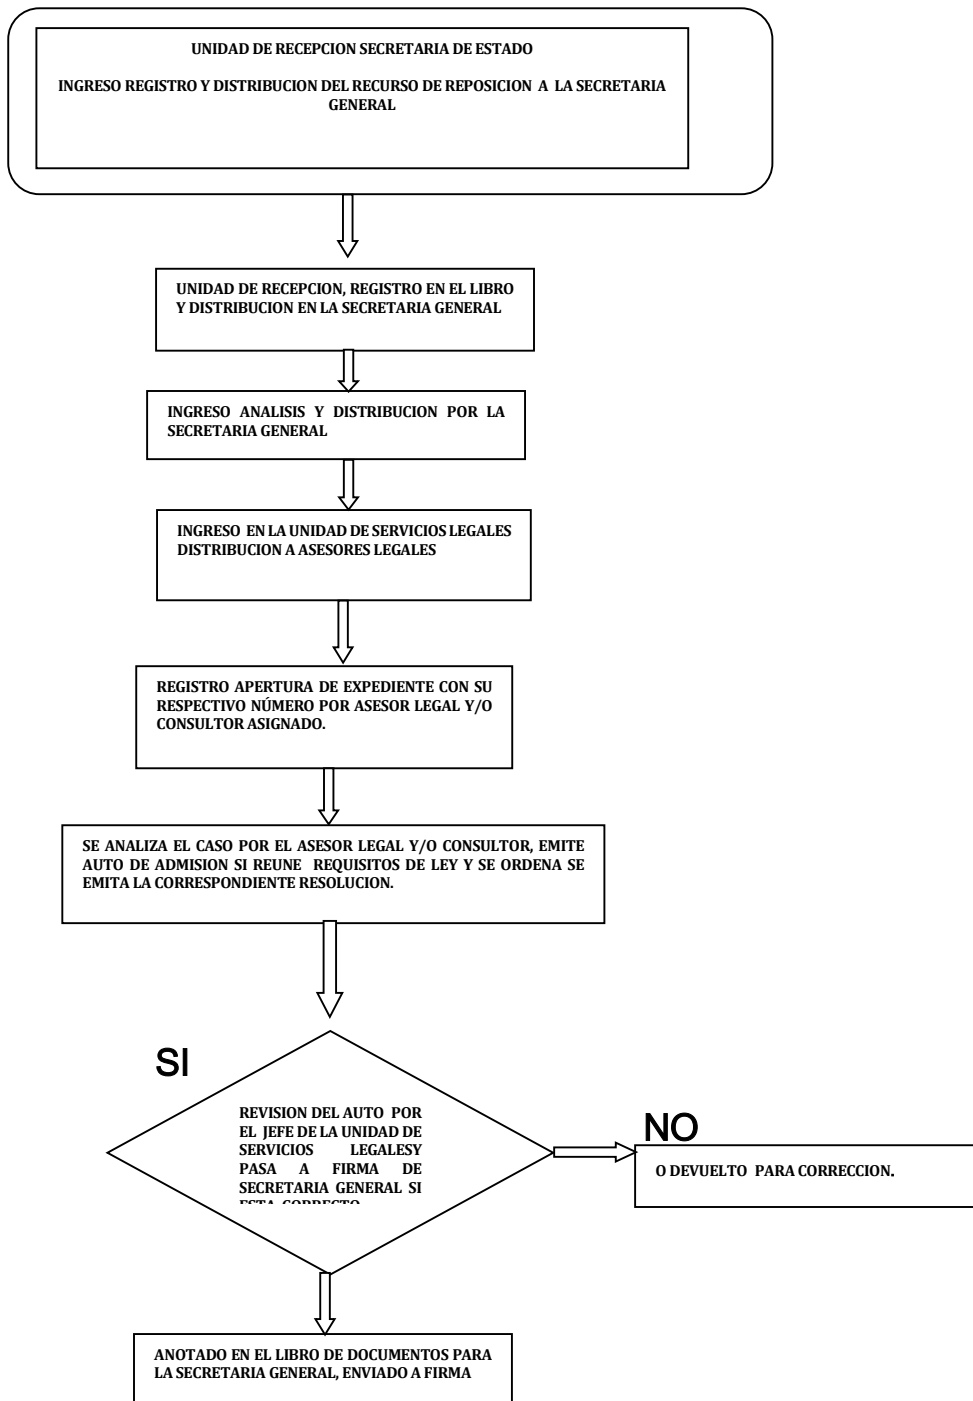 UNIDAD DE RECEPCION SECRETARIA DE ESTADO
INGRESO REGISTRO Y DISTRIBUCION DEL RECURSO DE REPOSICION A LA SECRETARIA
GENERAL
UNIDAD DE RECEPCION, REGISTRO EN EL LIBRO
Y DISTRIBUCION EN LA SECRETARIA GENERAL
INGRESO ANALISIS Y DISTRIBUCION POR LA
SECRETARIA GENERAL
INGRESO EN LA UNIDAD DE SERVICIOS LEGALES
DISTRIBUCION A ASESORES LEGALES
REGISTRO APERTURA DE EXPEDIENTE CON SU
RESPECTIVO NÚMERO POR ASESOR LEGAL Y/O
CONSULTOR ASIGNADO.
SE ANALIZA EL CASO POR EL ASESOR LEGAL Y/O CONSULTOR, EMITE
AUTO DE ADMISION SI REUNE REQUISITOS DE LEY Y SE ORDENA SE
EMITA LA CORRESPONDIENTE RESOLUCION.
SI
REVISION DEL AUTO POR
EL JEFE DE LA UNIDAD DE
SERVICIOS LEGALESY
PASA A FIRMA DE
SECRETARIA GENERAL SI
ESTA CORRECTO
NO
O DEVUELTO PARA CORRECCION.
ANOTADO EN EL LIBRO DE DOCUMENTOS PARA
LA SECRETARIA GENERAL, ENVIADO A FIRMA